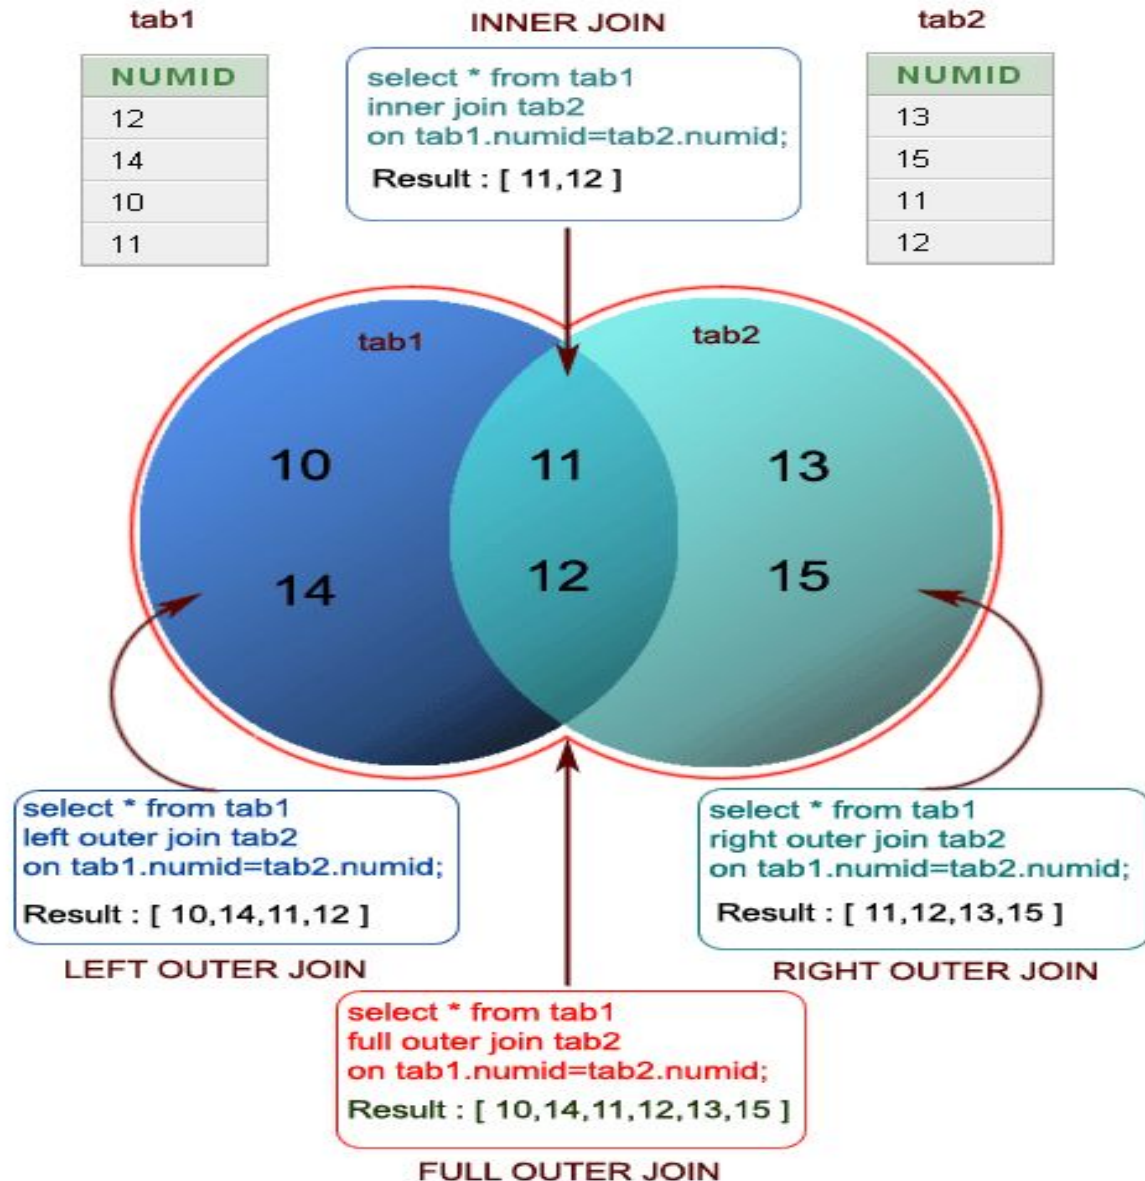 tab1
NUMID
12
14
10
11
INNER JOIN
select * from tab1
inner join tab2
on tab1.numid=tab2.numid;
Result : [ 11,12 ]
tab2
NUMID
13
15
11
12
tab1
tab2
10
11
13
14
12
15
select * from tab1
left outer join tab2
on tab1.numid=tab2.numid;
Result : [ 10,14,11,12 ]
LEFT OUTER JOIN
select * from tab1
right outer join tab2
on tab1.numid=tab2.numid;
Result : [ 11,12,13,15 ]
RIGHT OUTER JOIN
select * from tab1
full outer join tab2
on tab1.numid=tab2.numid;
Result : [ 10,14,11,12,13,15 ]
FULL OUTER JOIN